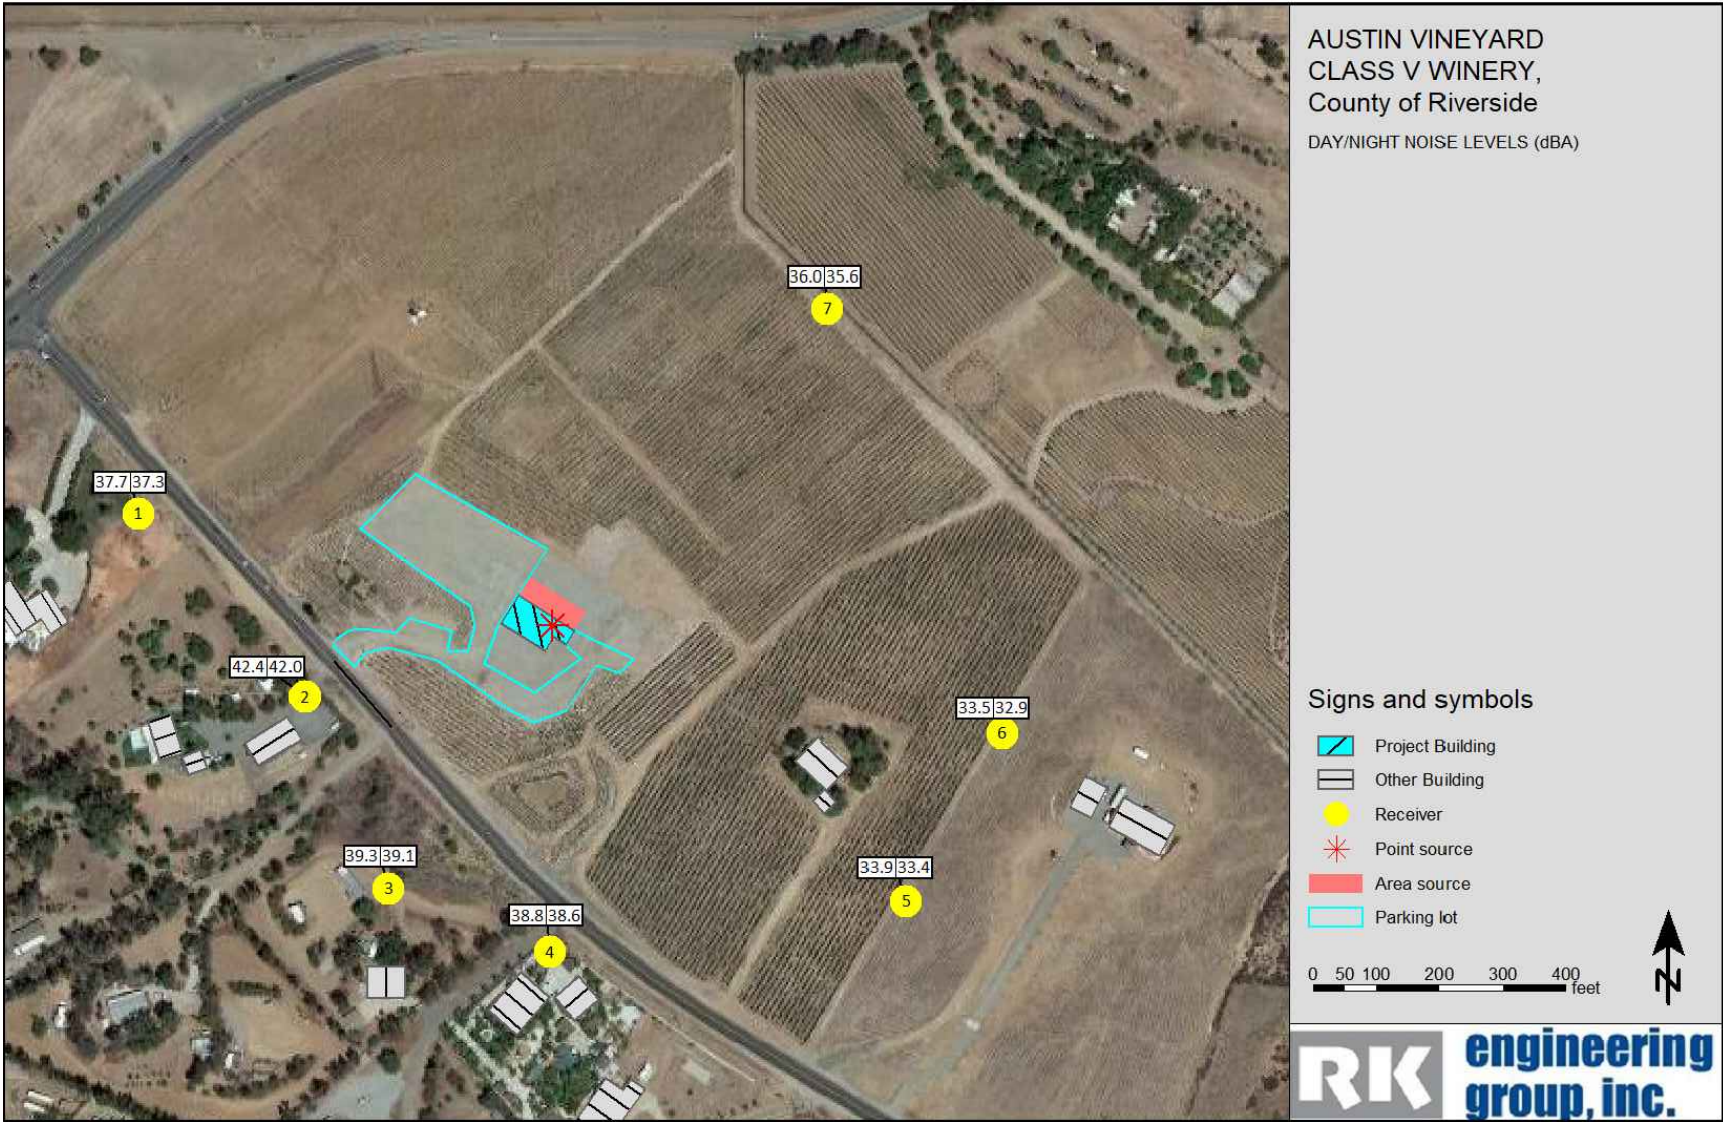 AUSTIN VINEYARD
CLASS V WINERY,
County of Riverside
DAY/NIGHT NOISE LEVELS (dBA)
36.0 35.6
7
37.7 37.3
1
42.4 42.0
2
33.5 32.9
6
39.3 39.1
3
33.9 33.4
5
38.8 38.6
4
Signs and symbols
Project Building
Other Building
Receiver
Point source
Area source
Parking lot
0 50 100 200 300 400
feet
N
RK
engineering
group, inc.